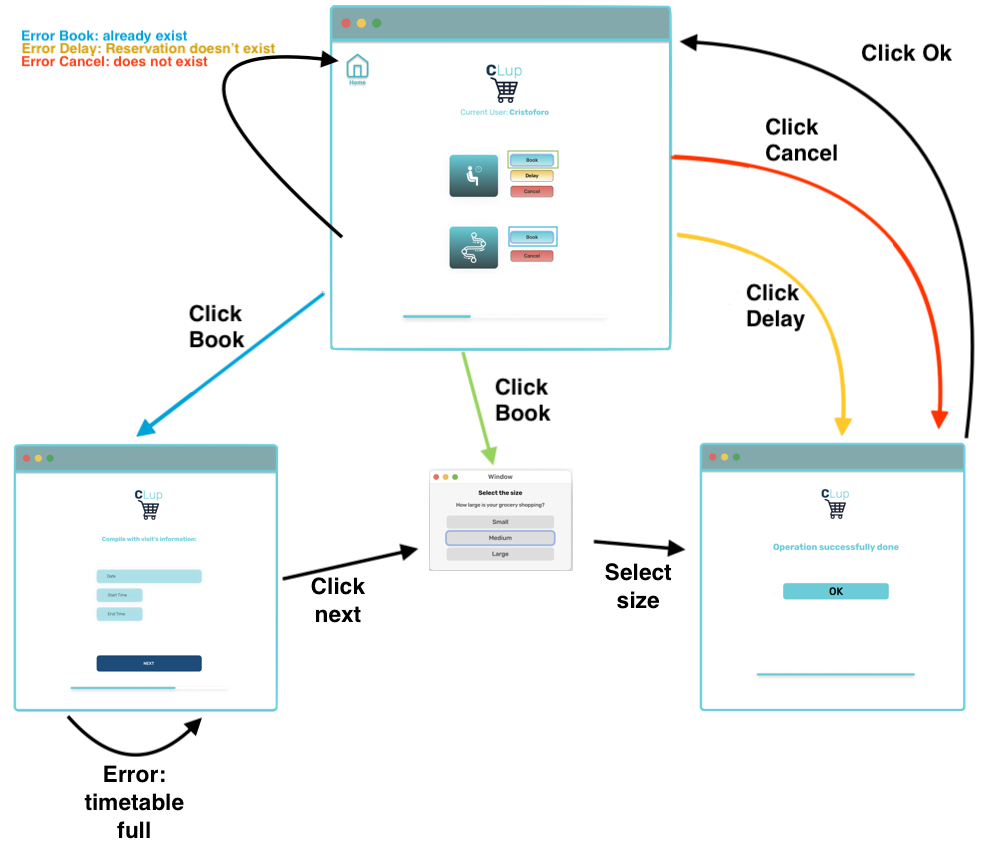 Error Book: already exist
Error Delay: Reservation doesn't exist
Error Cancel: does not exist
Home
CLup
Current User: Cristoforo
Book
Delay
Cancel
Book
Cancel
Click Ok
Click
Cancel
Click
Delay
Click
Book
Click
Book
CLup
Compile with visit's information:
Date
Start Time
End Time
NEXT
Click
next
Window
Select the size
How large is your grocery shopping?
Small
Medium
Large
Select
size
CLup
Operation successfully done
OK
Error:
timetable
full